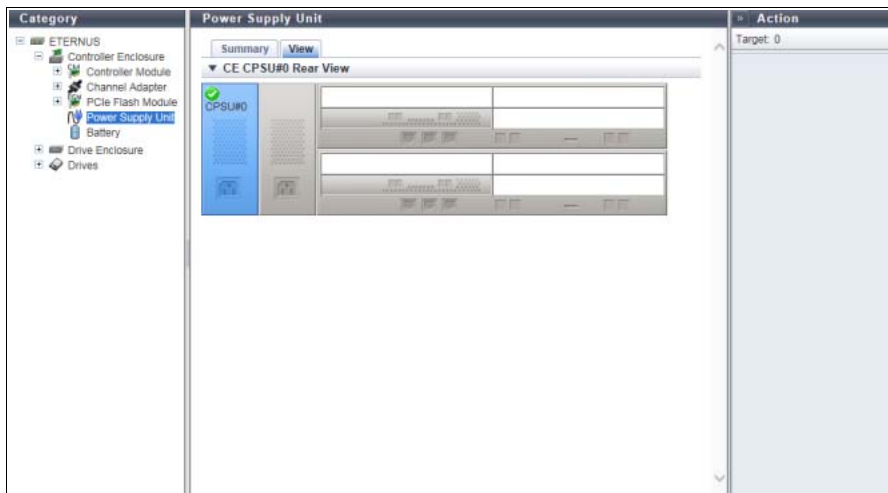 Category
ETERNUS
Controller Enclosure
Controller Module
Channel Adapter
PCIe Flash Module
Power Supply Unit
Battery
Drive Enclosure
Drives
Power Supply Unit
Summary View
▼ CE CPSU#0 Rear View
CPSU#0
» Action
Target: 0